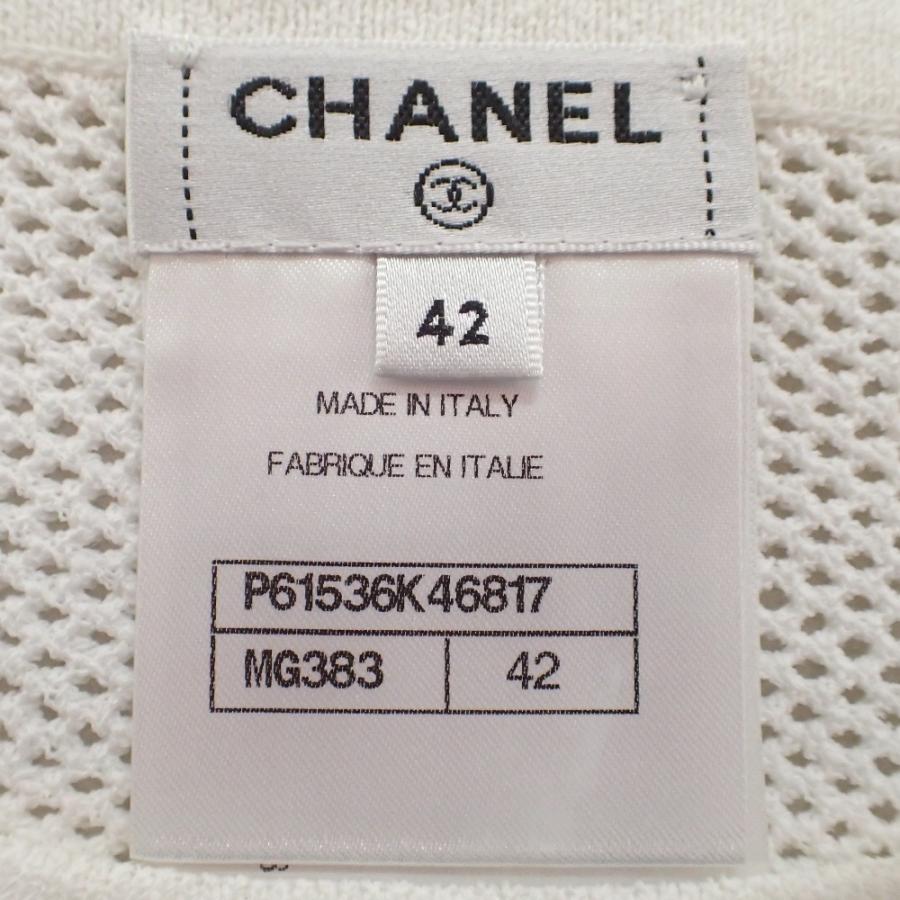 CHANEL
42
MADE IN ITALY
FABRIQUE EN ITALIE
P61536K46817
MG383 42